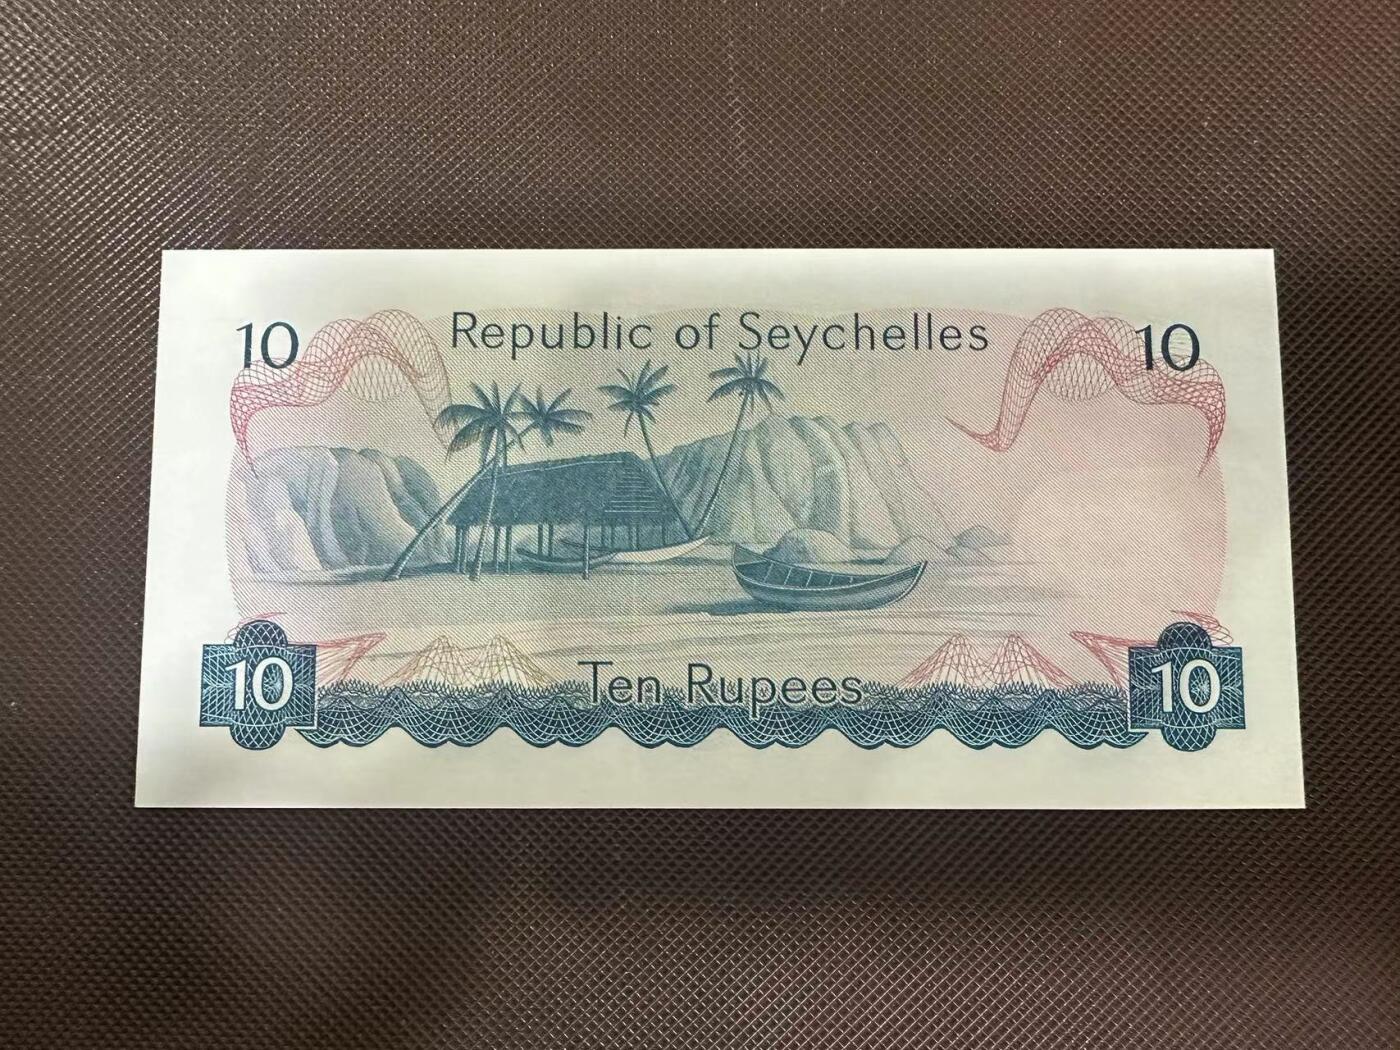 10 Republic of Seychelles 10
10 Ten Rupees 10